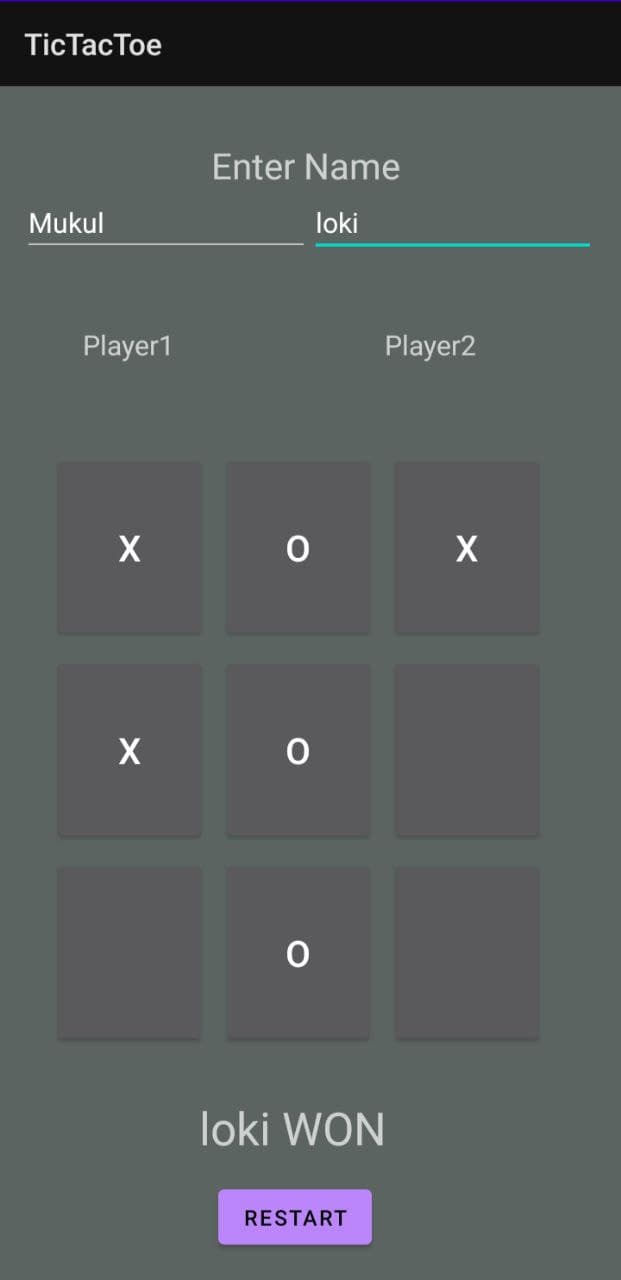 TicTacToe
Enter Name
Mukul loki
Player1 Player2
X O X
X O
O
loki WON
RESTART